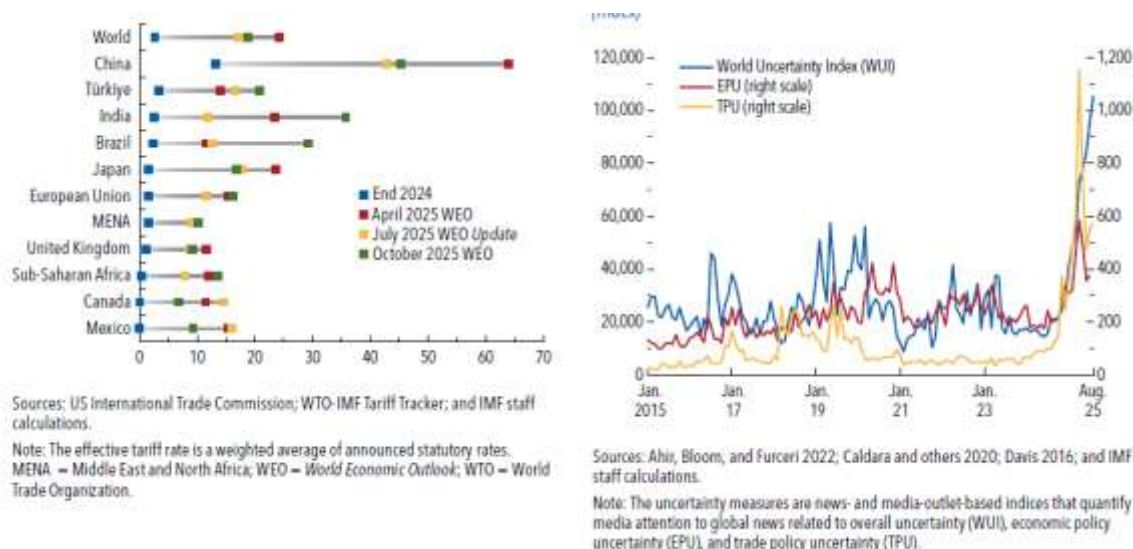 World
China
Türkiye
India
Brazil
Japan
European Union
MENA
United Kingdom
Sub-Saharan Africa
Canada
Mexico
End 2024
April 2025 WEO
July 2025 WEO Update
October 2025 WEO
0 10 20 30 40 50 60 70
Sources: US International Trade Commission; WTO-IMF Tariff Tracker; and IMF staff
calculations.
Note: The effective tariff rate is a weighted average of announced statutory rates.
MENA = Middle East and North Africa; WEO = World Economic Outlook; WTO = World
Trade Organization.
(index)
120,000
100,000
80,000
60,000
40,000
20,000
0
World Uncertainty Index (WUI)
EPU (right scale)
TPU (right scale)
1,200
1,000
800
600
400
200
0
Jan. Jan. Jan. Jan. Jan. Aug.
2015 17 19 21 23 25
Sources: Ahir, Bloom, and Furceri 2022; Caldara and others 2020; Davis 2016; and IMF
staff calculations.
Note: The uncertainty measures are news- and media-outlet-based indices that quantify
media attention to global news related to overall uncertainty (WUI), economic policy
uncertainty (EPU), and trade policy uncertainty (TPU).